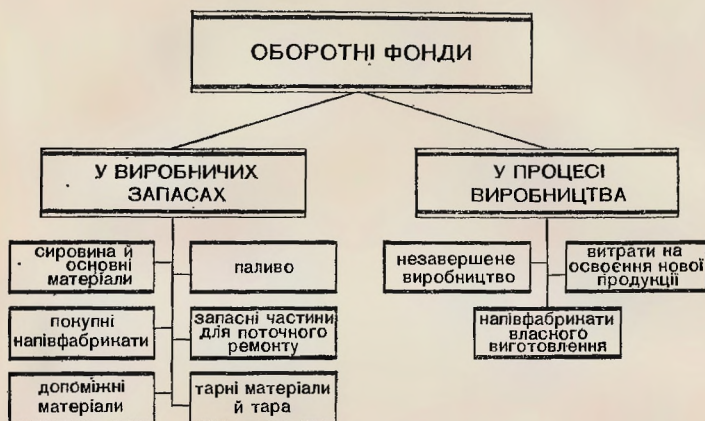 ОБОРОТНІ ФОНДИ
У ВИРОБНИЧИХ
ЗАПАСАХ
У ПРОЦЕСІ
ВИРОБНИЦТВА
сировина й
основні
матеріали
паливо
покупні
напівфабрикати
запасні частини
для поточного
ремонту
допоміжні
матеріали
тарні матеріали
й тара
незавершене
виробництво
витрати на
освоєння нової
продукції
напівфабрикати
власного
виготовлення